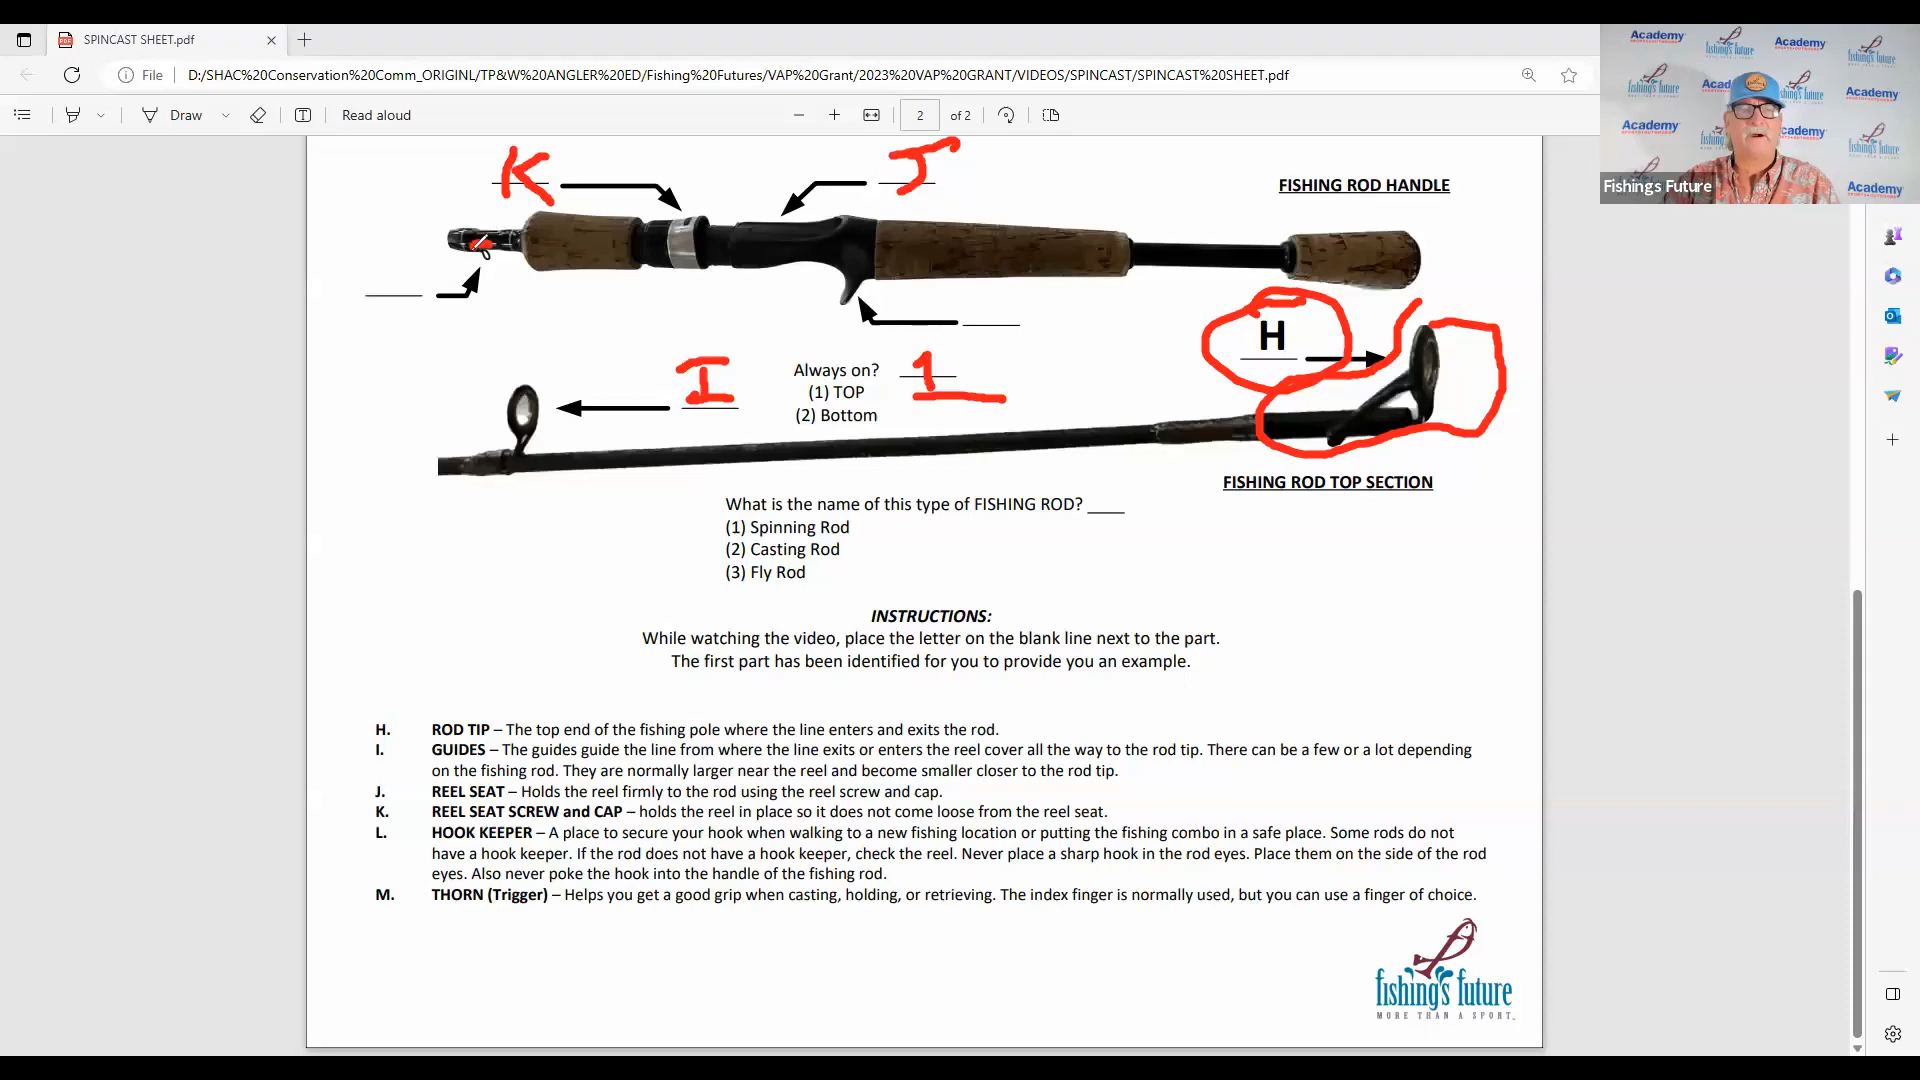 SPINCAST SHEET.pdf
File D:/SHAC%20Conservation%20Comm_ORIGINL/TP&W%20ANGLER%20ED/Fishing%20Futures/VAP%20Grant/2023%20VAP%20GRANT/VIDEOS/SPINCAST/SPINCAST%20SHEET.pdf
Draw Read aloud 2 of 2
Academy fishing's future Academy
fishing's future
Academy
Academy
Fishings Future
K J FISHING ROD HANDLE
H
I Always on? 1
(1) TOP
(2) Bottom
FISHING ROD TOP SECTION
What is the name of this type of FISHING ROD? ____
(1) Spinning Rod
(2) Casting Rod
(3) Fly Rod
INSTRUCTIONS:
While watching the video, place the letter on the blank line next to the part.
The first part has been identified for you to provide you an example.
H. ROD TIP – The top end of the fishing pole where the line enters and exits the rod.
I. GUIDES – The guides guide the line from where the line exits or enters the reel cover all the way to the rod tip. There can be a few or a lot depending
on the fishing rod. They are normally larger near the reel and become smaller closer to the rod tip.
J. REEL SEAT – Holds the reel firmly to the rod using the reel screw and cap.
K. REEL SEAT SCREW and CAP – holds the reel in place so it does not come loose from the reel seat.
L. HOOK KEEPER – A place to secure your hook when walking to a new fishing location or putting the fishing combo in a safe place. Some rods do not
have a hook keeper. If the rod does not have a hook keeper, check the reel. Never place a sharp hook in the rod eyes. Place them on the side of the rod
eyes. Also never poke the hook into the handle of the fishing rod.
M. THORN (Trigger) – Helps you get a good grip when casting, holding, or retrieving. The index finger is normally used, but you can use a finger of choice.
fishing's future
MORE THAN A SPORT